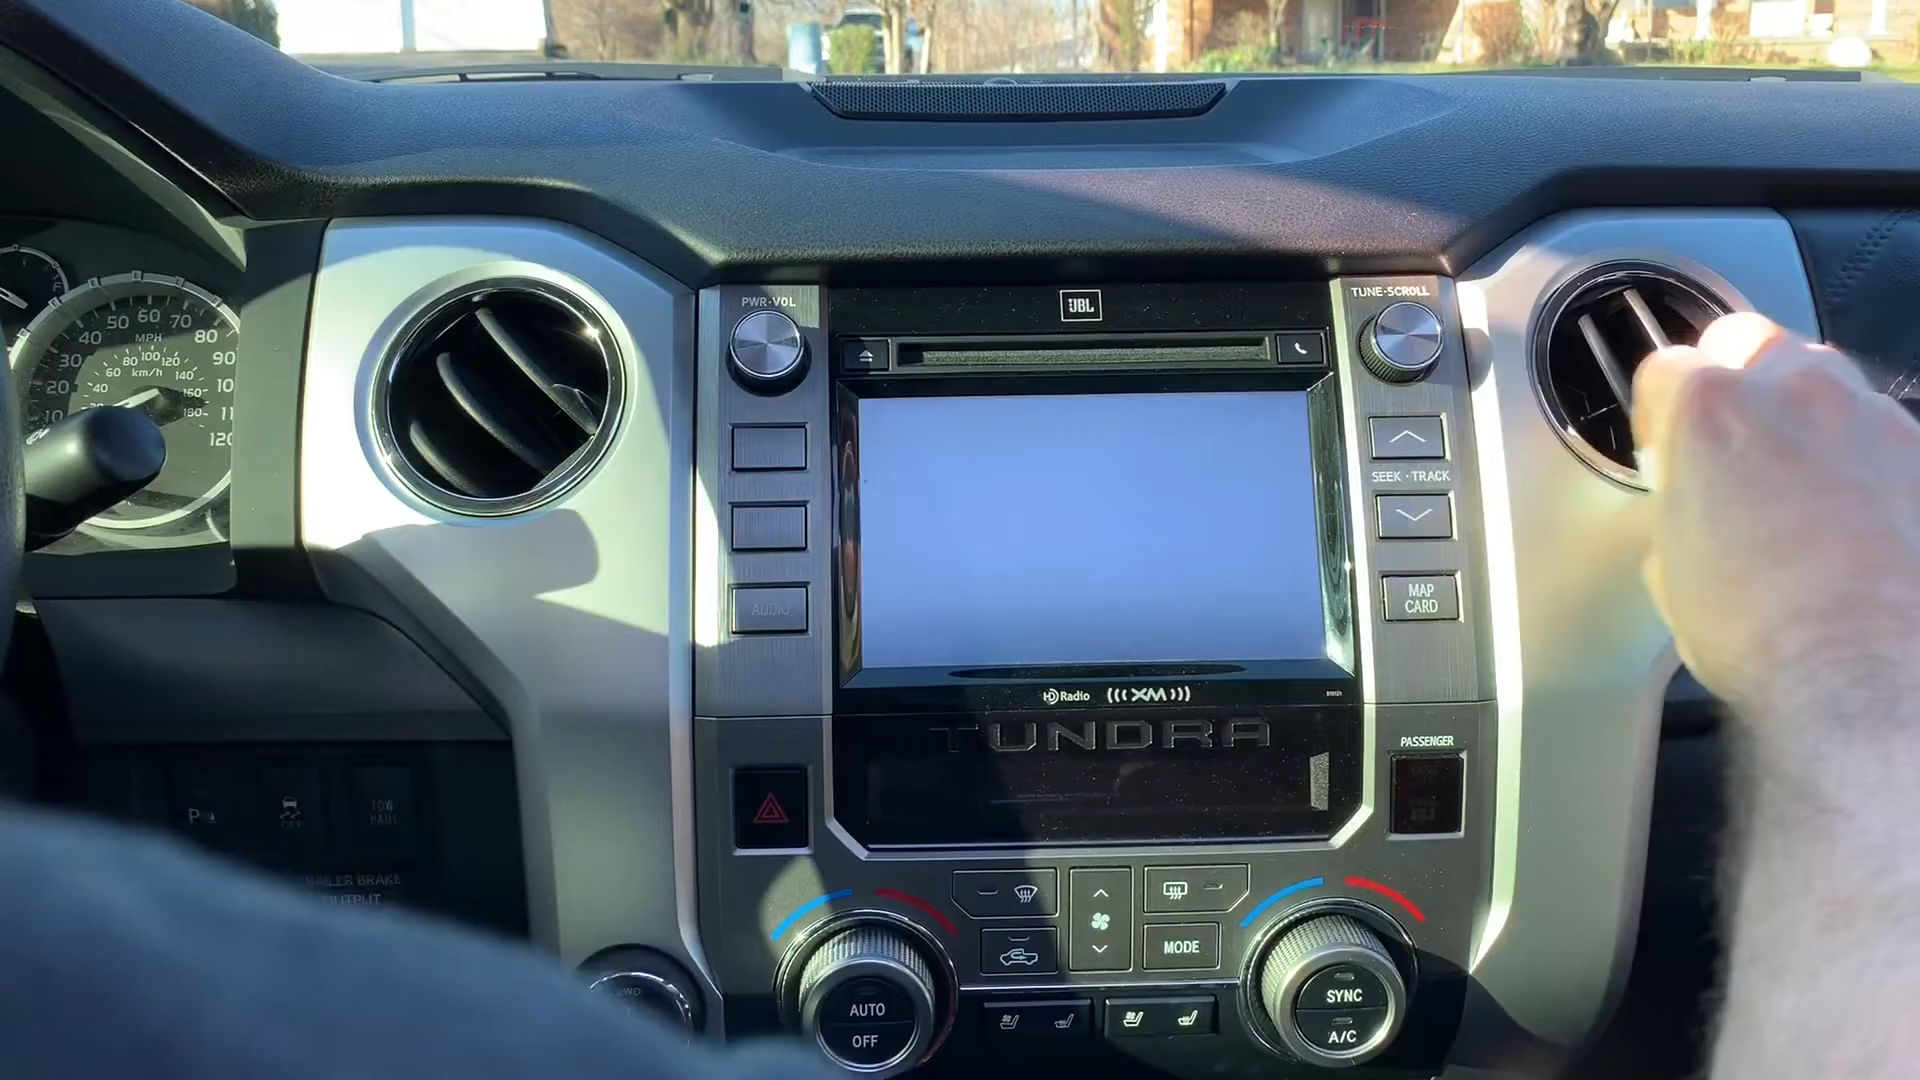 PWR·VOL
JBL
TUNE·SCROLL
50 60 70
40 MPH 80
30 80 100 120 90
60 km/h 140
20 40 160
10 180
120
SEEK · TRACK
AUDIO
MAP
CARD
HD Radio
((( XM )))
TUNDRA
PASSENGER
P
OFF
TOW
HAUL
BRAKE
OUTPUT
MODE
AUTO
OFF
SYNC
A/C